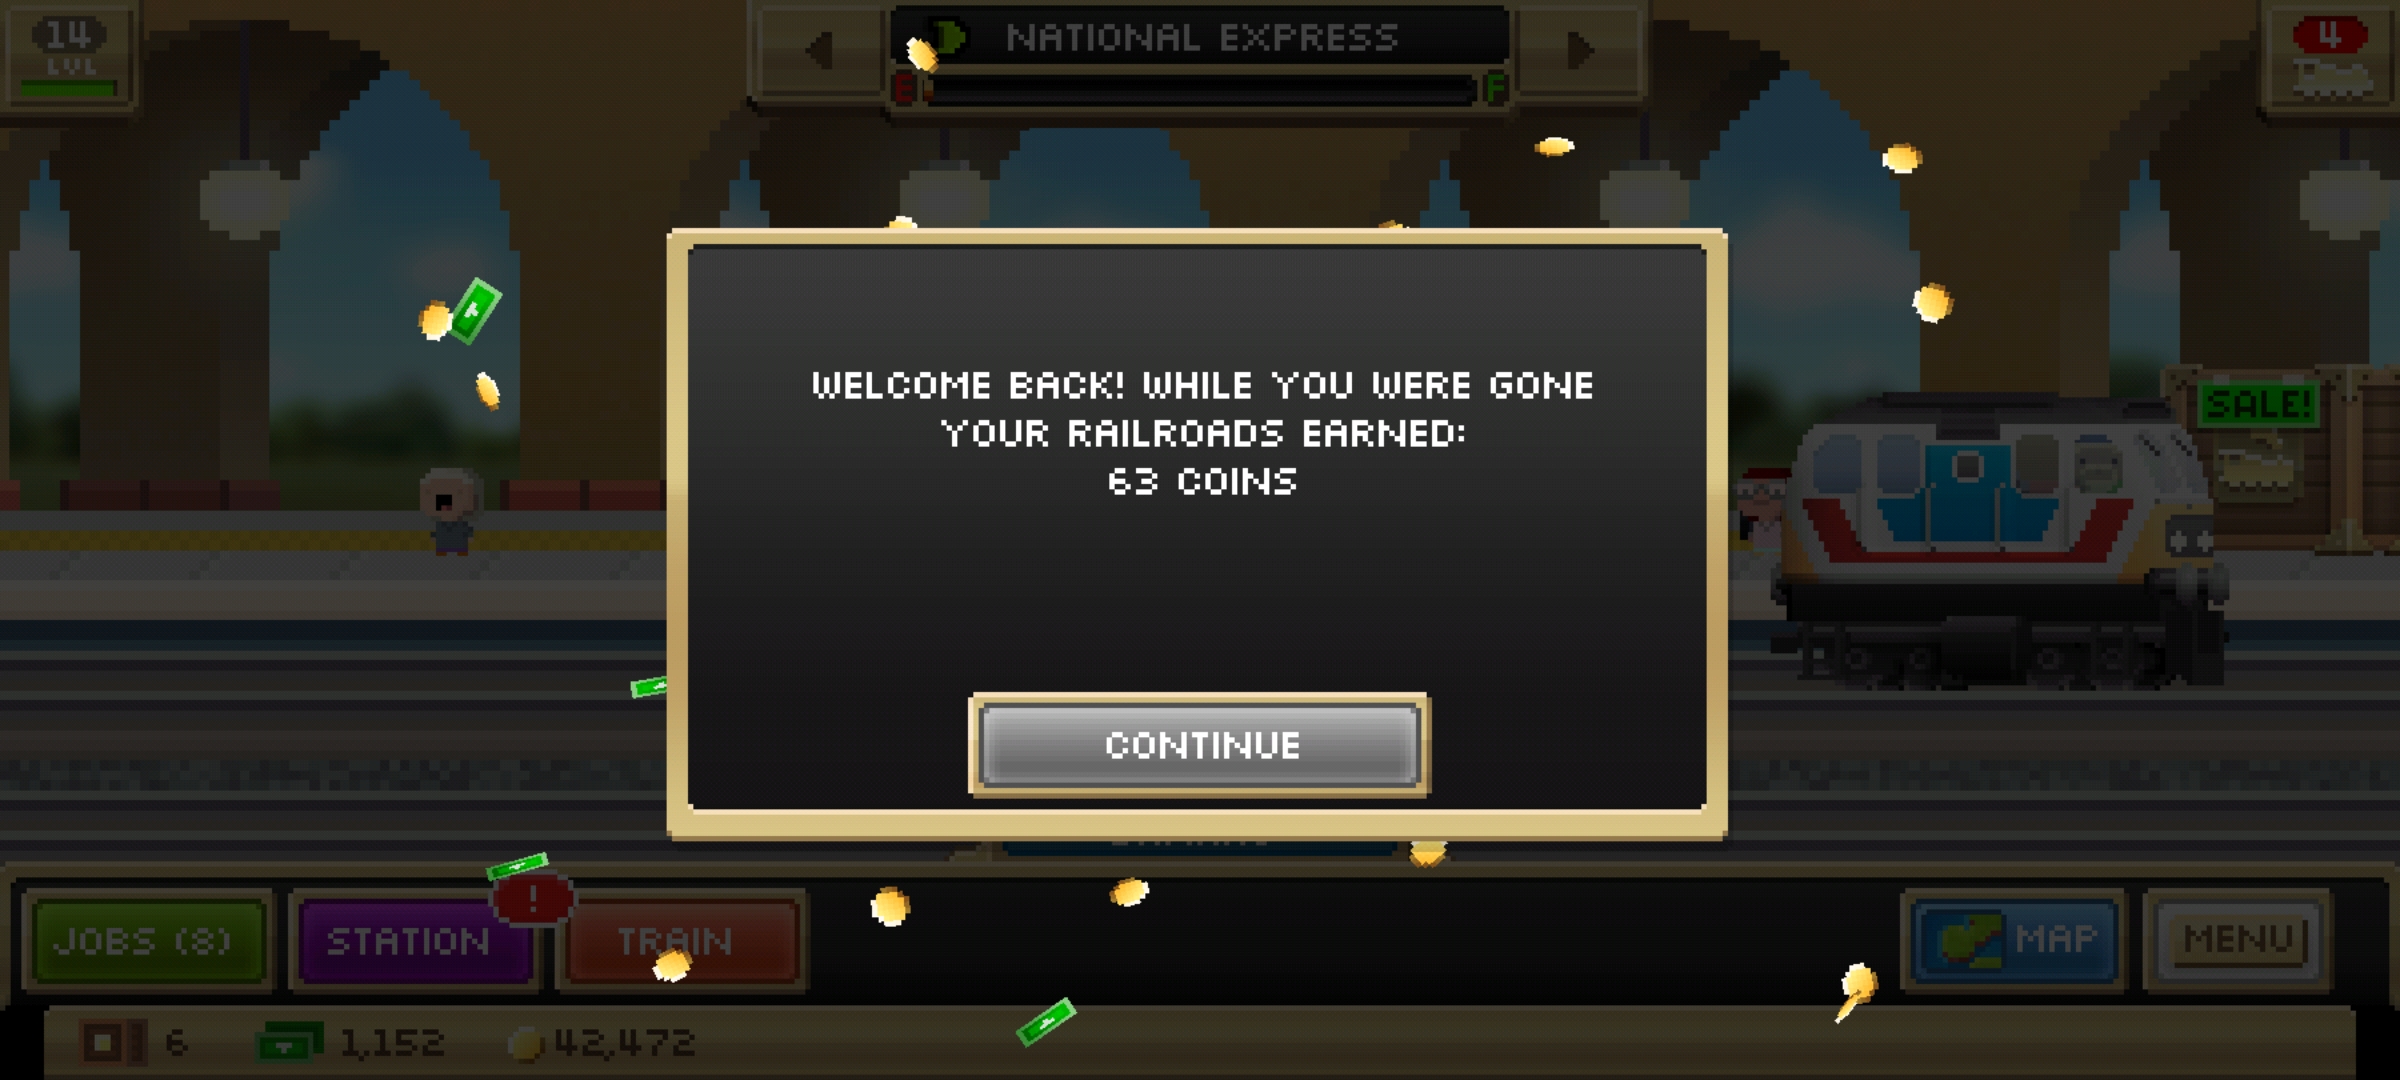 14
LVL
NATIONAL EXPRESS
E F
4
SALE!
WELCOME BACK! WHILE YOU WERE GONE
YOUR RAILROADS EARNED:
63 COINS
CONTINUE
JOBS (8)
STATION
!
TRAIN
MAP
MENU
6
1,152
42,472